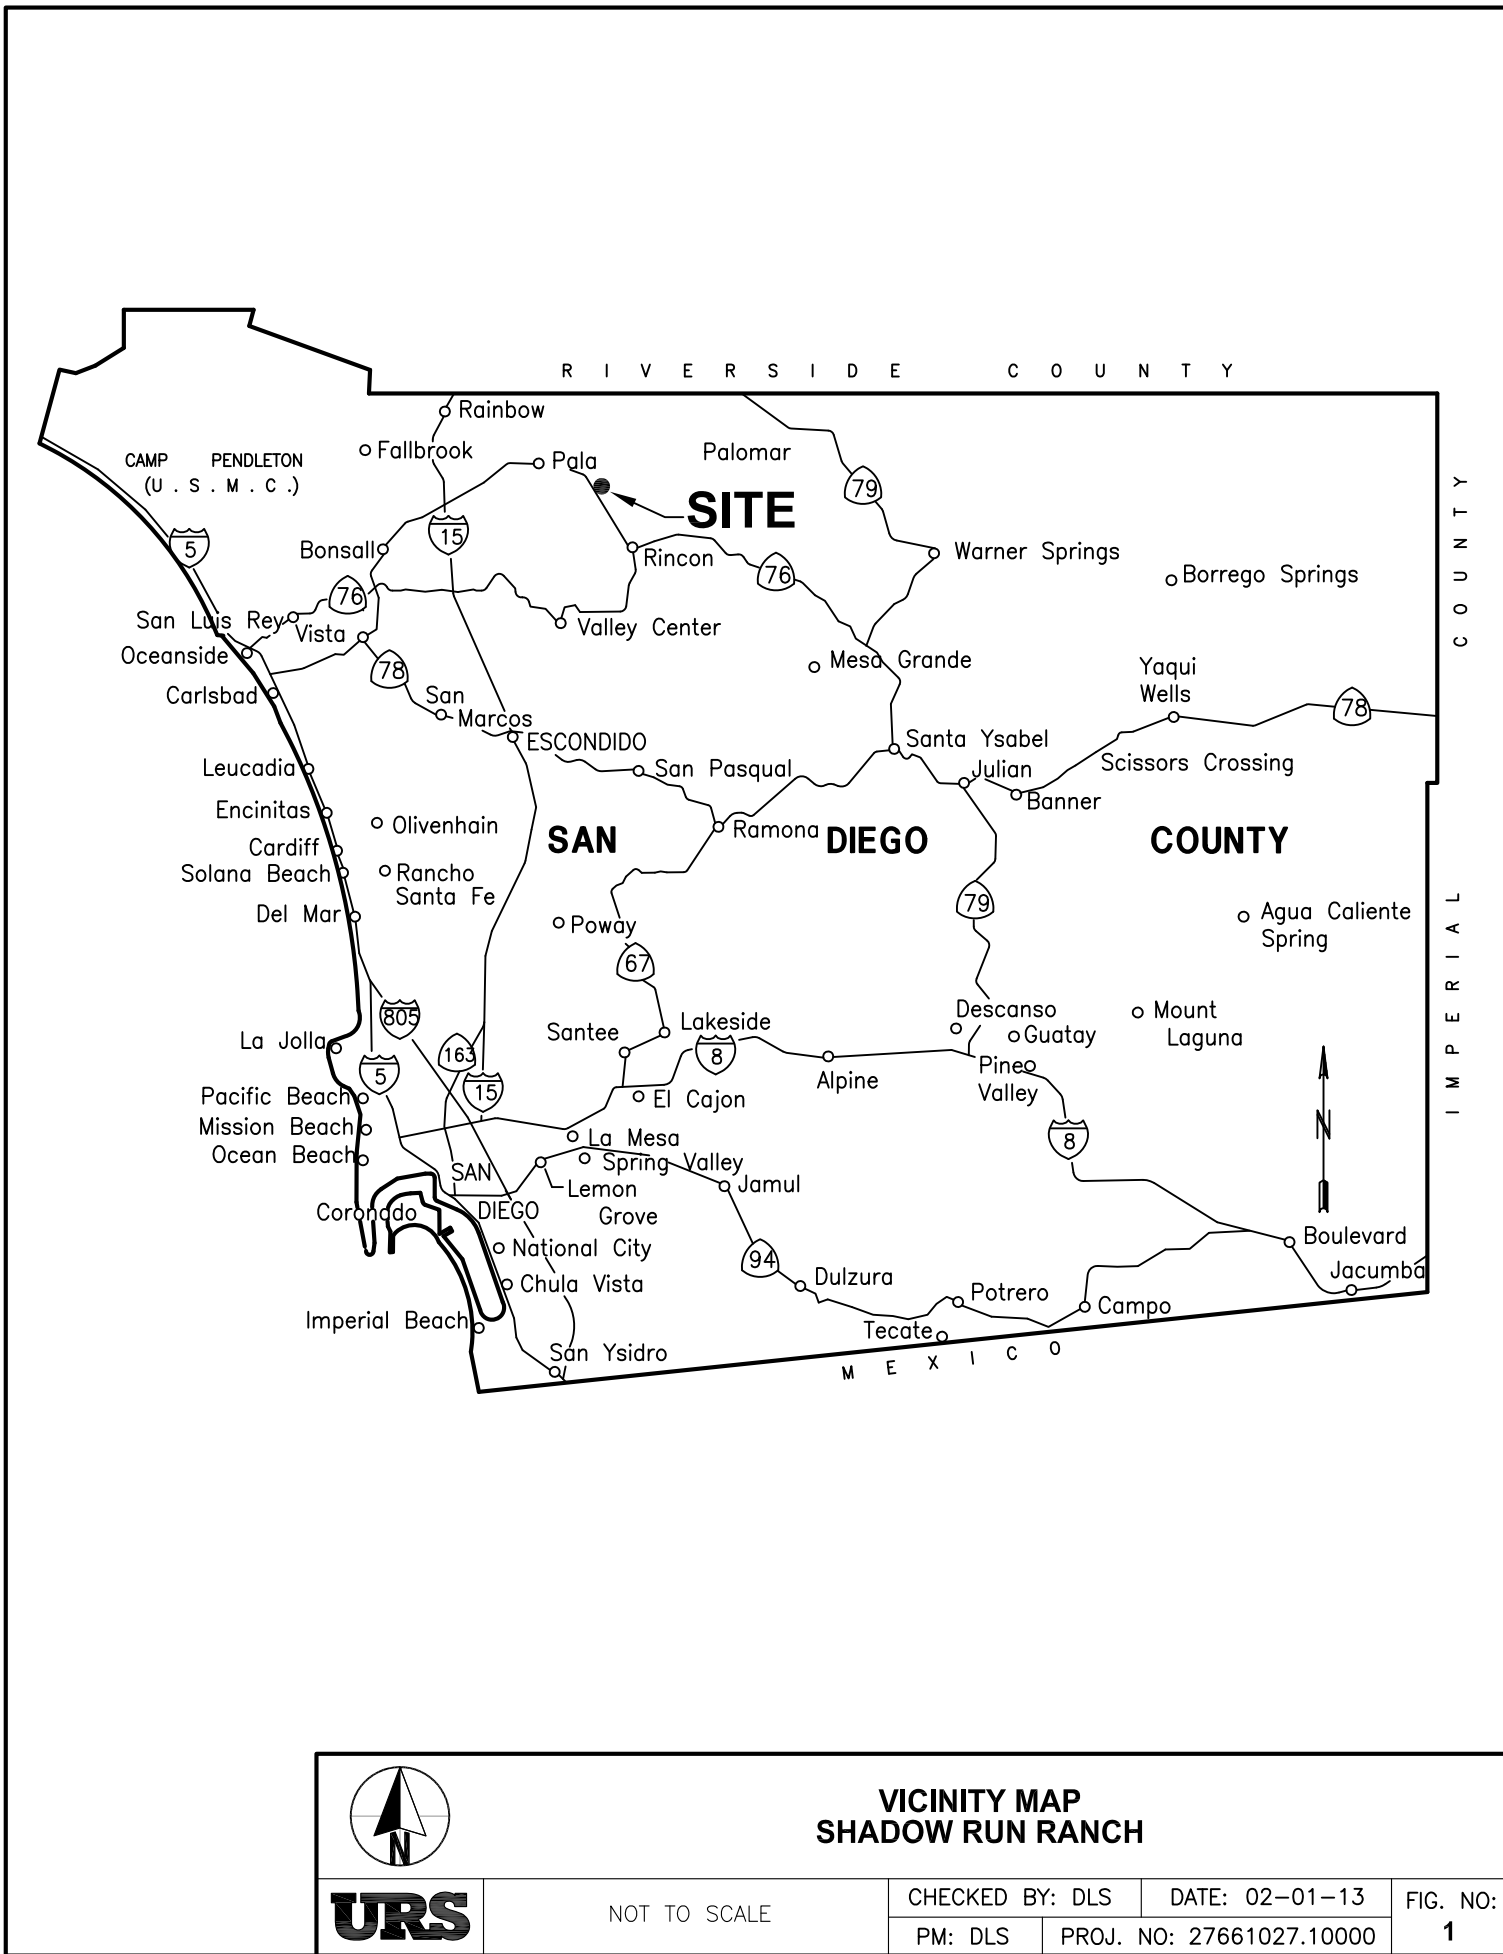 R I V E R S I D E   C O U N T Y
Rainbow
Fallbrook
Palomar
Pala
CAMP PENDLETON
(U . S . M . C .)
79
SITE
C O U N T Y
15
5
Bonsall
Rincon
Warner Springs
76
Borrego Springs
76
San Luis Rey
Vista
Valley Center
Oceanside
Mesa Grande
Yaqui
Wells
78
Carlsbad
San
Marcos
78
ESCONDIDO
Santa Ysabel
Leucadia
San Pasqual
Julian
Scissors Crossing
Banner
Encinitas
Olivenhain
Ramona
SAN DIEGO COUNTY
Cardiff
Solana Beach
Rancho
Santa Fe
79
Del Mar
Poway
Agua Caliente
Spring
I M P E R I A L
67
805
Descanso
Mount
Laguna
Lakeside
Santee
Guatay
La Jolla
163
8
5
Alpine
Pine
Valley
15
Pacific Beach
El Cajon
Mission Beach
La Mesa
8
N
Ocean Beach
Spring Valley
SAN
DIEGO
Lemon
Grove
Jamul
Coronado
National City
Boulevard
94
Chula Vista
Dulzura
Jacumba
Potrero
Campo
Imperial Beach
Tecate
San Ysidro
M E X I C O
N
VICINITY MAP
SHADOW RUN RANCH
URS
NOT TO SCALE
CHECKED BY: DLS
DATE: 02-01-13
FIG. NO:
1
PM: DLS
PROJ. NO: 27661027.10000